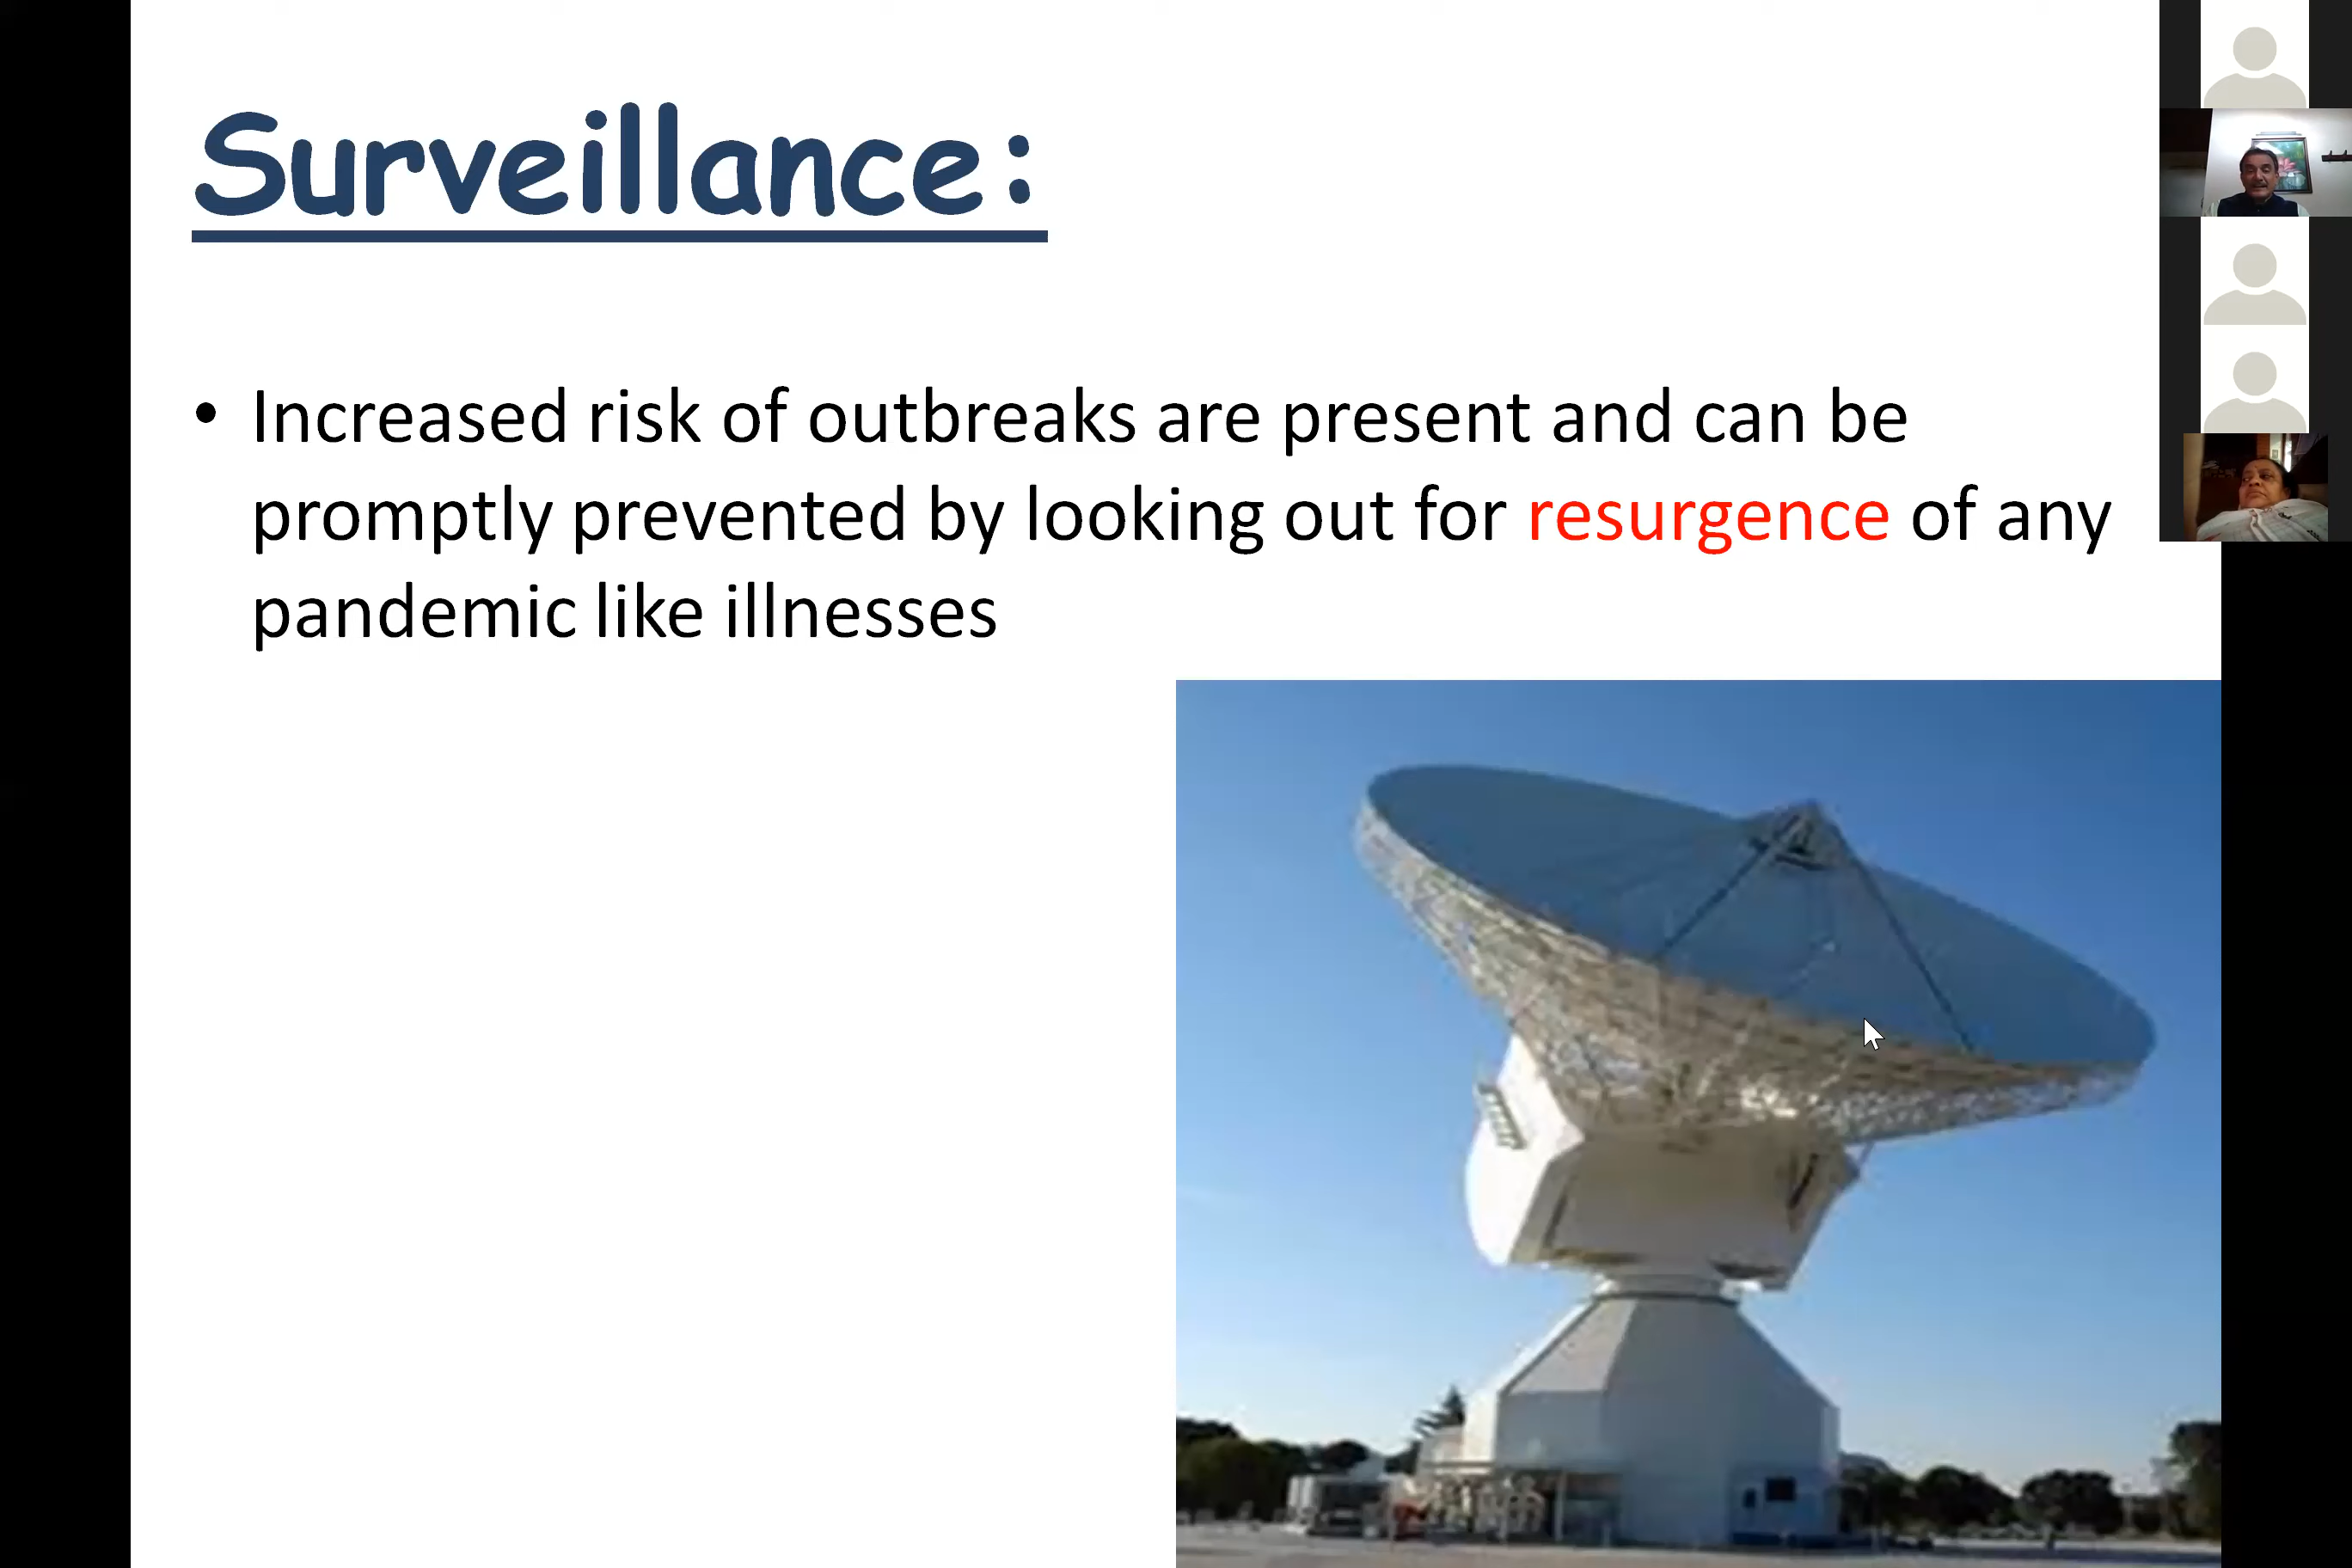 Surveillance:
• Increased risk of outbreaks are present and can be
promptly prevented by looking out for resurgence of any
pandemic like illnesses